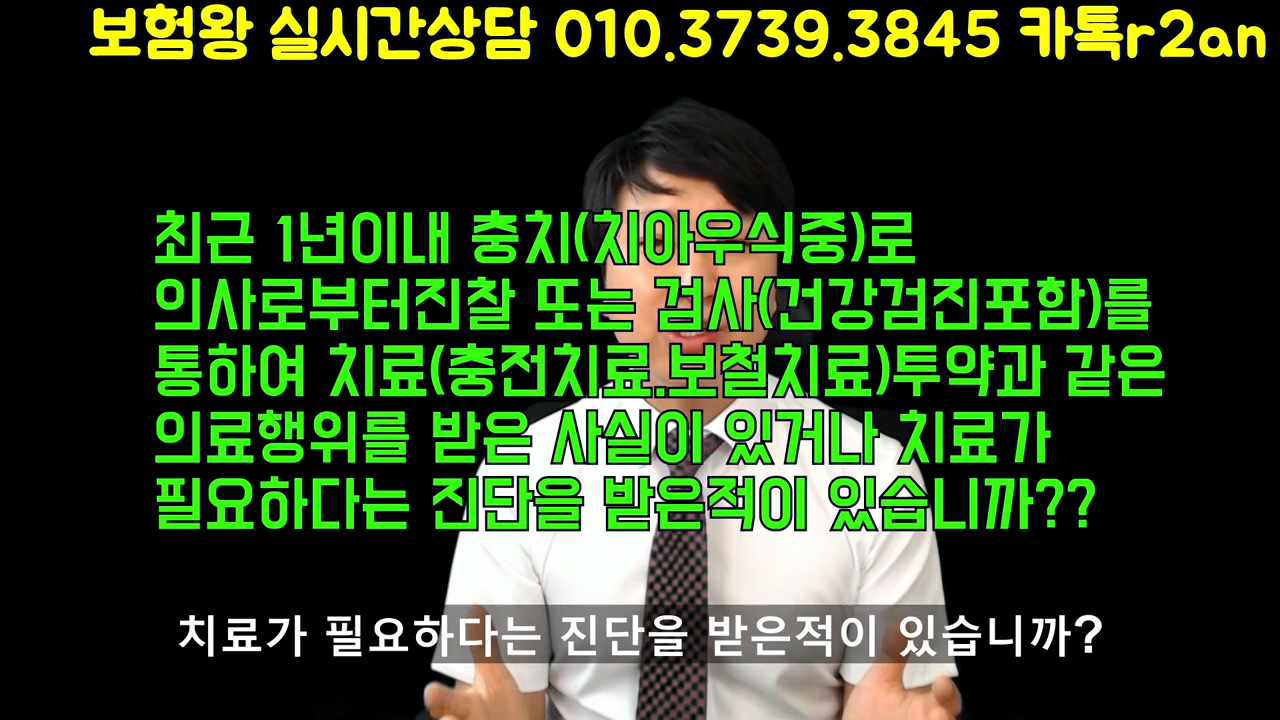 보험왕 실시간상담 010.3739.3845 카톡r2an
최근 1년이내 충치(치아우식증)로
의사로부터진찰 또는 검사(건강검진포함)를
통하여 치료(충전치료.보철치료)투약과 같은
의료행위를 받은 사실이 있거나 치료가
필요하다는 진단을 받은적이 있습니까??
치료가 필요하다는 진단을 받은적이 있습니까?